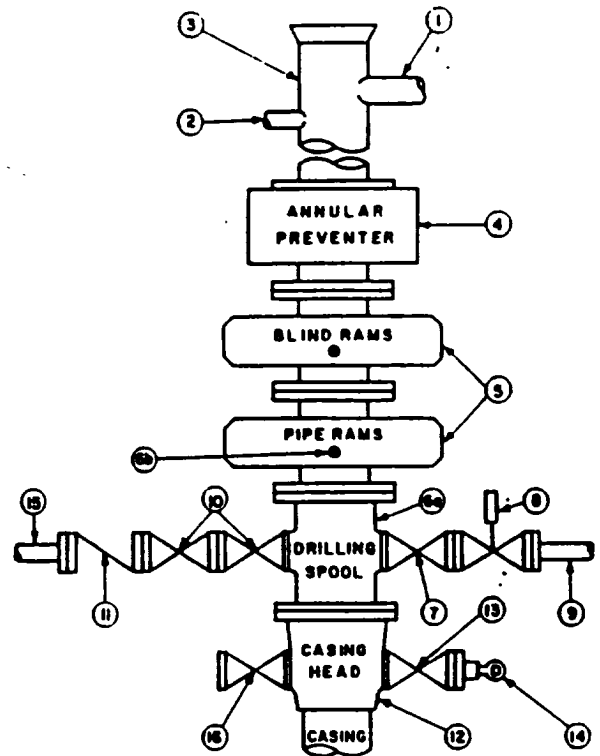 3
1
2
ANNULAR
PREVENTER
4
BLIND RAMS
5
PIPE RAMS
6b
6a
8
15
10
DRILLING
SPOOL
11
7
9
13
CASING
HEAD
16
12
14
CASING